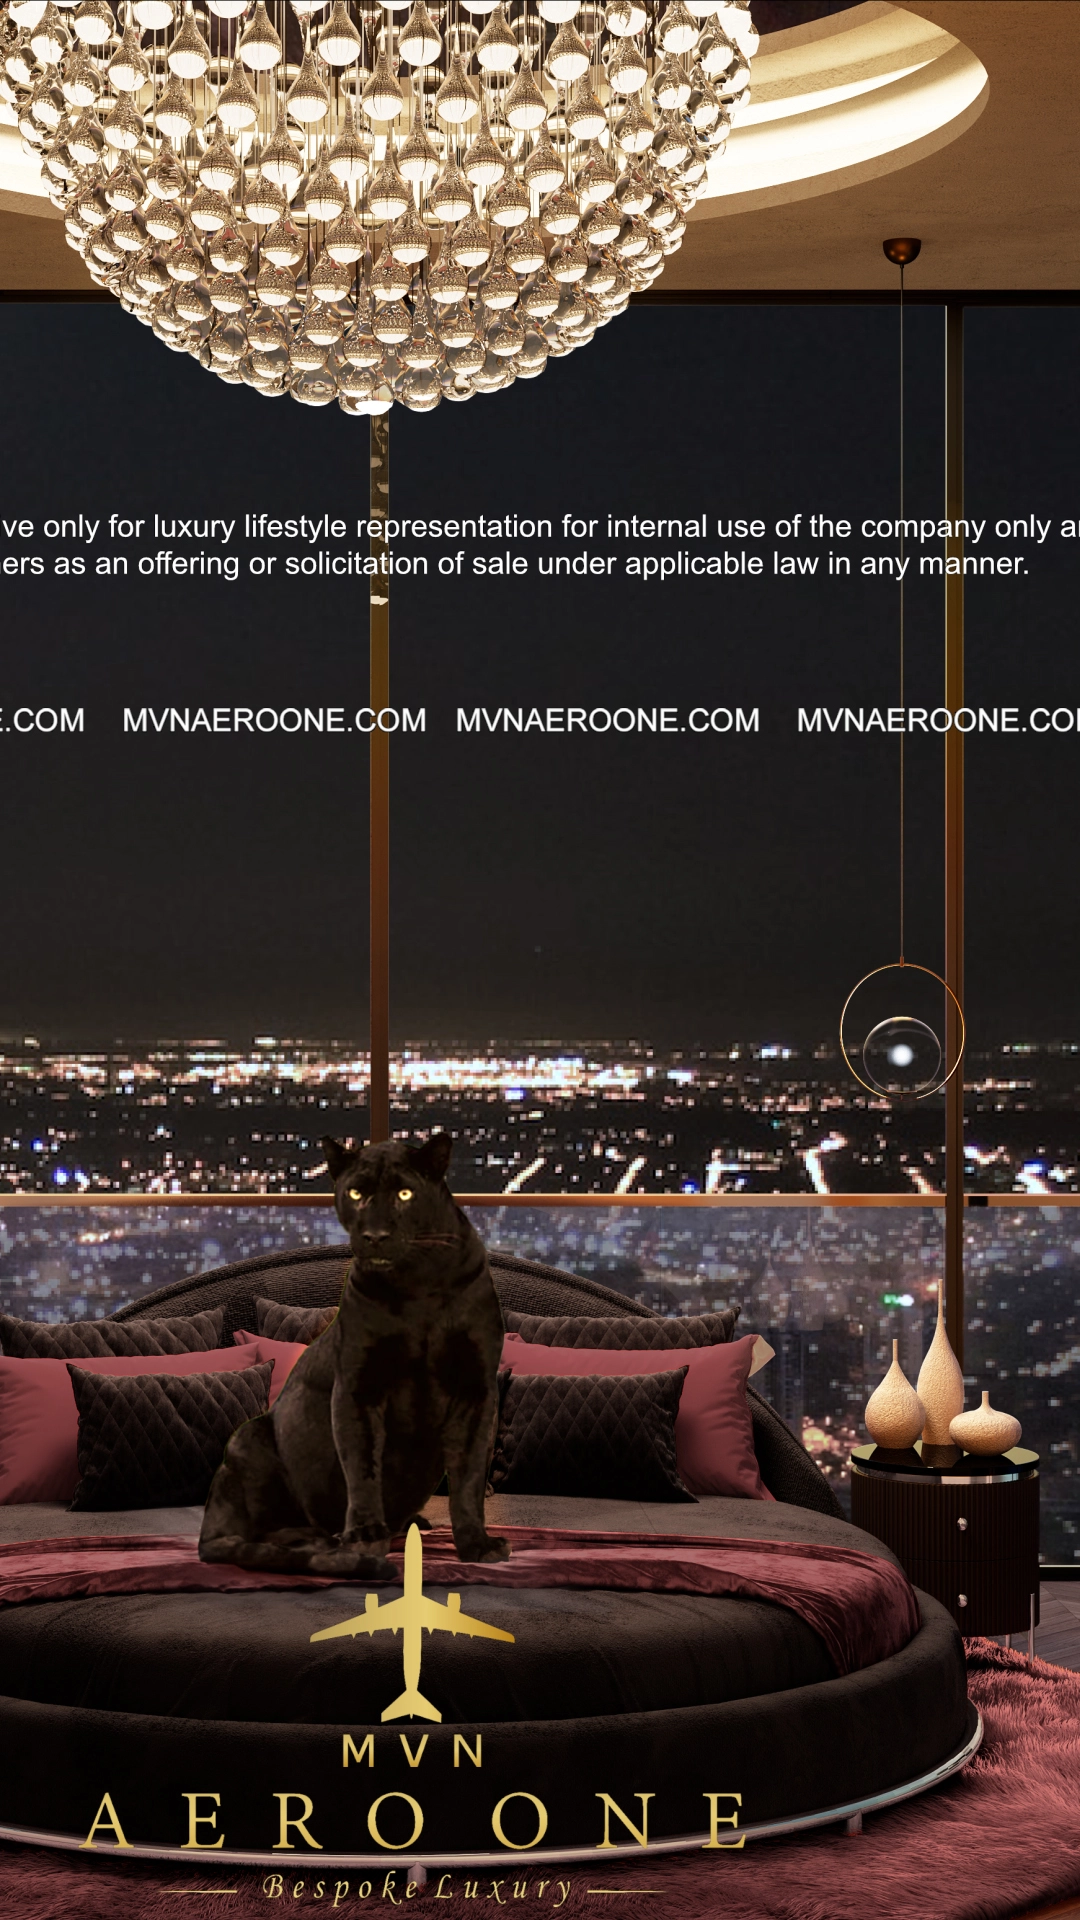 ve only for luxury lifestyle representation for internal use of the company only
ers as an offering or solicitation of sale under applicable law in any manner.
.COM MVNAEROONE.COM MVNAEROONE.COM MVNAEROONE.CO
MVN
AERO ONE
Bespoke Luxury